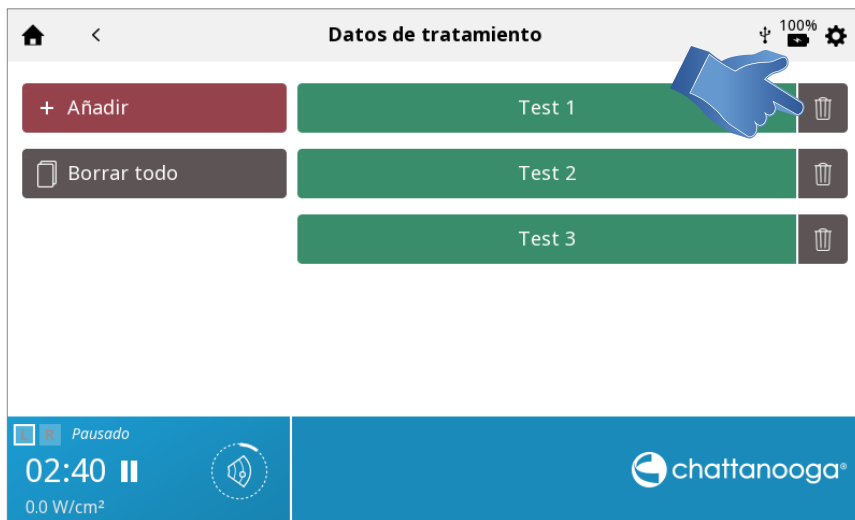 Datos de tratamiento
100%
+ Añadir
Test 1
Borrar todo
Test 2
Test 3
E R Pausado
02:40
0.0 W/cm²
chattanooga®